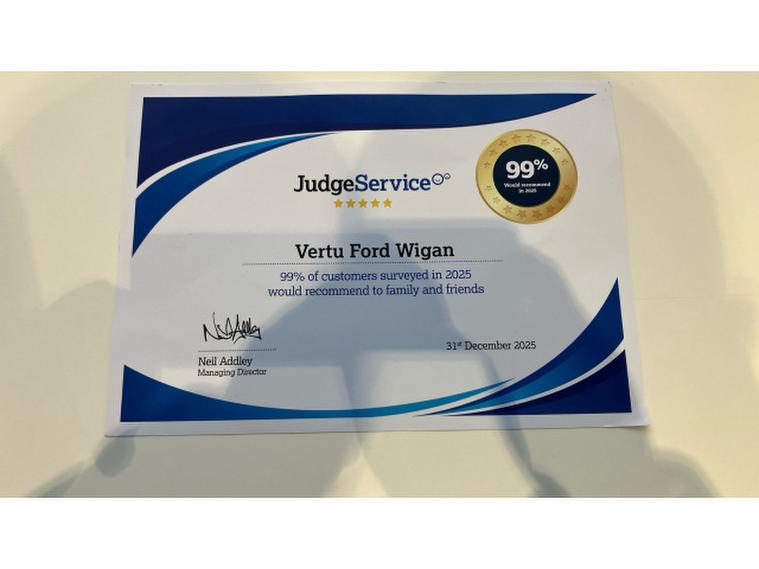 JudgeService
99%
Would recommend
in 2025
Vertu Ford Wigan
99% of customers surveyed in 2025
would recommend to family and friends
Neil Addley
Managing Director
31st December 2025